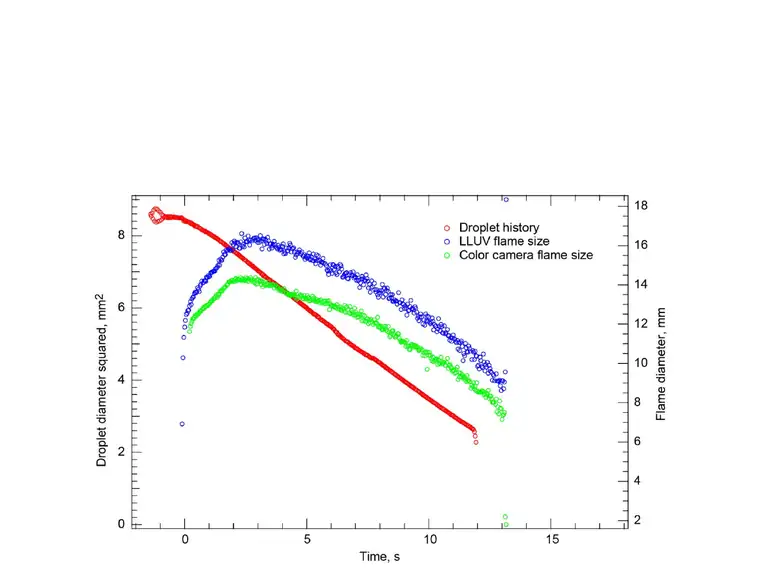 8
6
4
2
0
Droplet diameter squared, mm2
18
16
14
12
10
8
6
4
2
Flame diameter, mm
Droplet history
LLUV flame size
Color camera flame size
0 5 10 15
Time, s